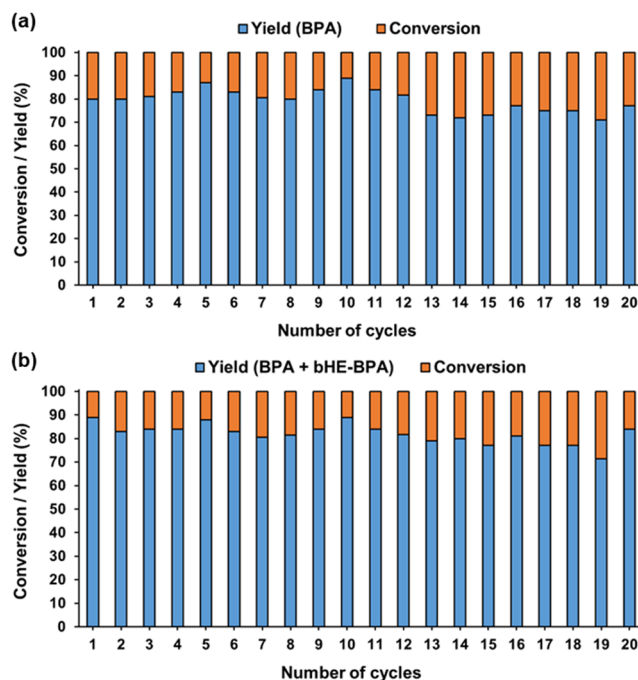 (a)
Yield (BPA) Conversion
100
90
80
70
60
50
40
30
20
10
0
Conversion / Yield (%)
1 2 3 4 5 6 7 8 9 10 11 12 13 14 15 16 17 18 19 20
Number of cycles
(b)
Yield (BPA + bHE-BPA) Conversion
100
90
80
70
60
50
40
30
20
10
0
Conversion / Yield (%)
1 2 3 4 5 6 7 8 9 10 11 12 13 14 15 16 17 18 19 20
Number of cycles